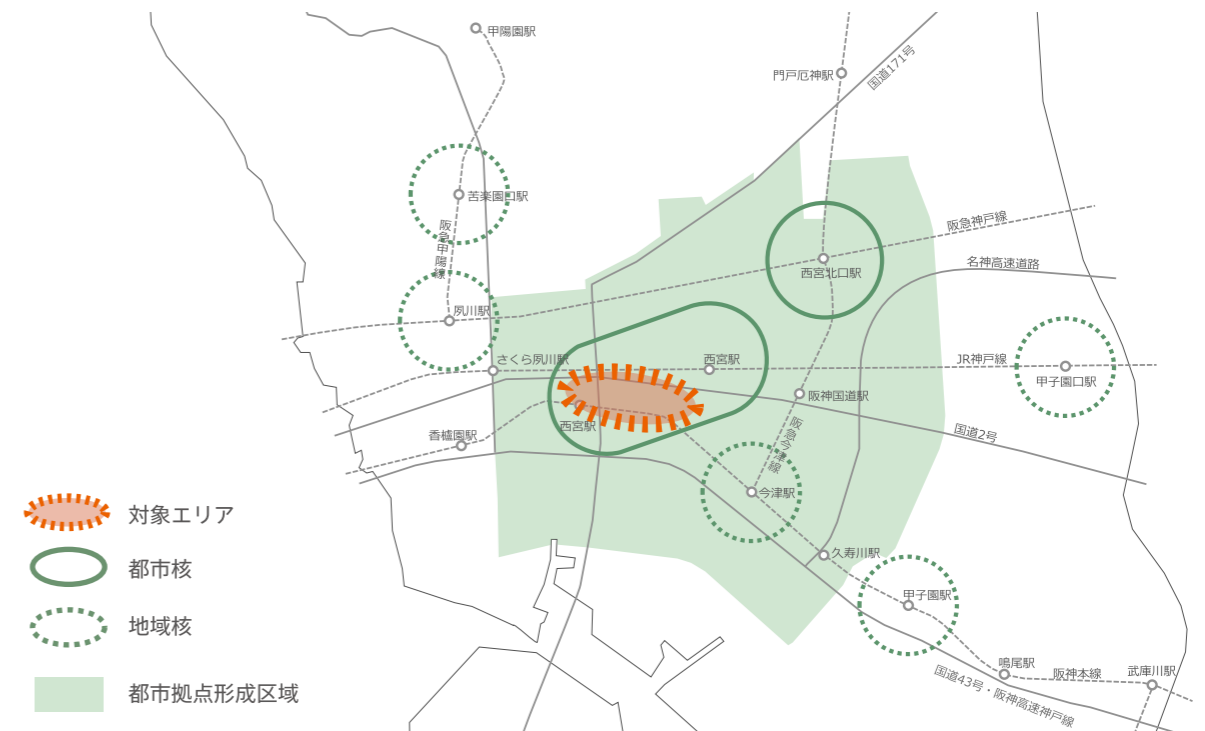 甲陽園駅
門戸厄神駅
国道171号
苦楽園口駅
阪急甲陽線
阪急神戸線
西宮北口駅
名神高速道路
夙川駅
さくら夙川駅
西宮駅
JR神戸線
甲子園口駅
阪神国道駅
西宮駅
香櫨園駅
阪急今津線
国道2号
今津駅
対象エリア
久寿川駅
都市核
甲子園駅
地域核
鳴尾駅
阪神本線
武庫川駅
国道43号・阪神高速神戸線
都市拠点形成区域